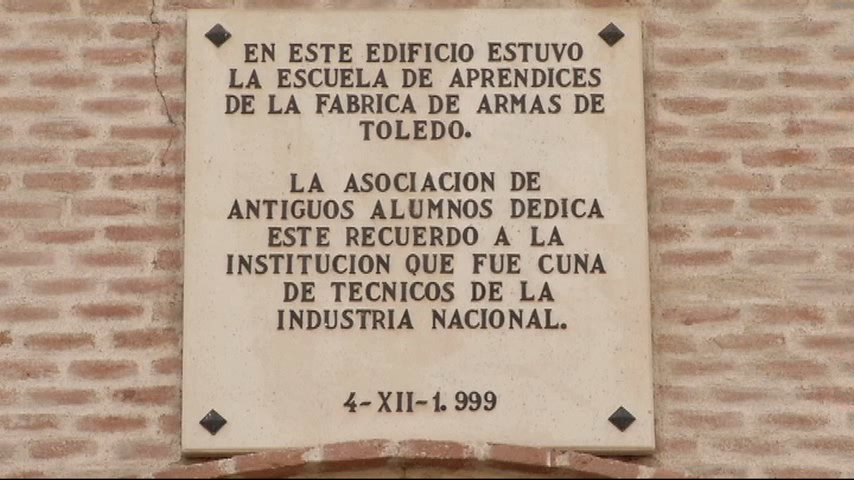 EN ESTE EDIFICIO ESTUVO
LA ESCUELA DE APRENDICES
DE LA FABRICA DE ARMAS DE
TOLEDO.
LA ASOCIACION DE
ANTIGUOS ALUMNOS DEDICA
ESTE RECUERDO A LA
INSTITUCION QUE FUE CUNA
DE TECNICOS DE LA
INDUSTRIA NACIONAL.
4-XII-1.999